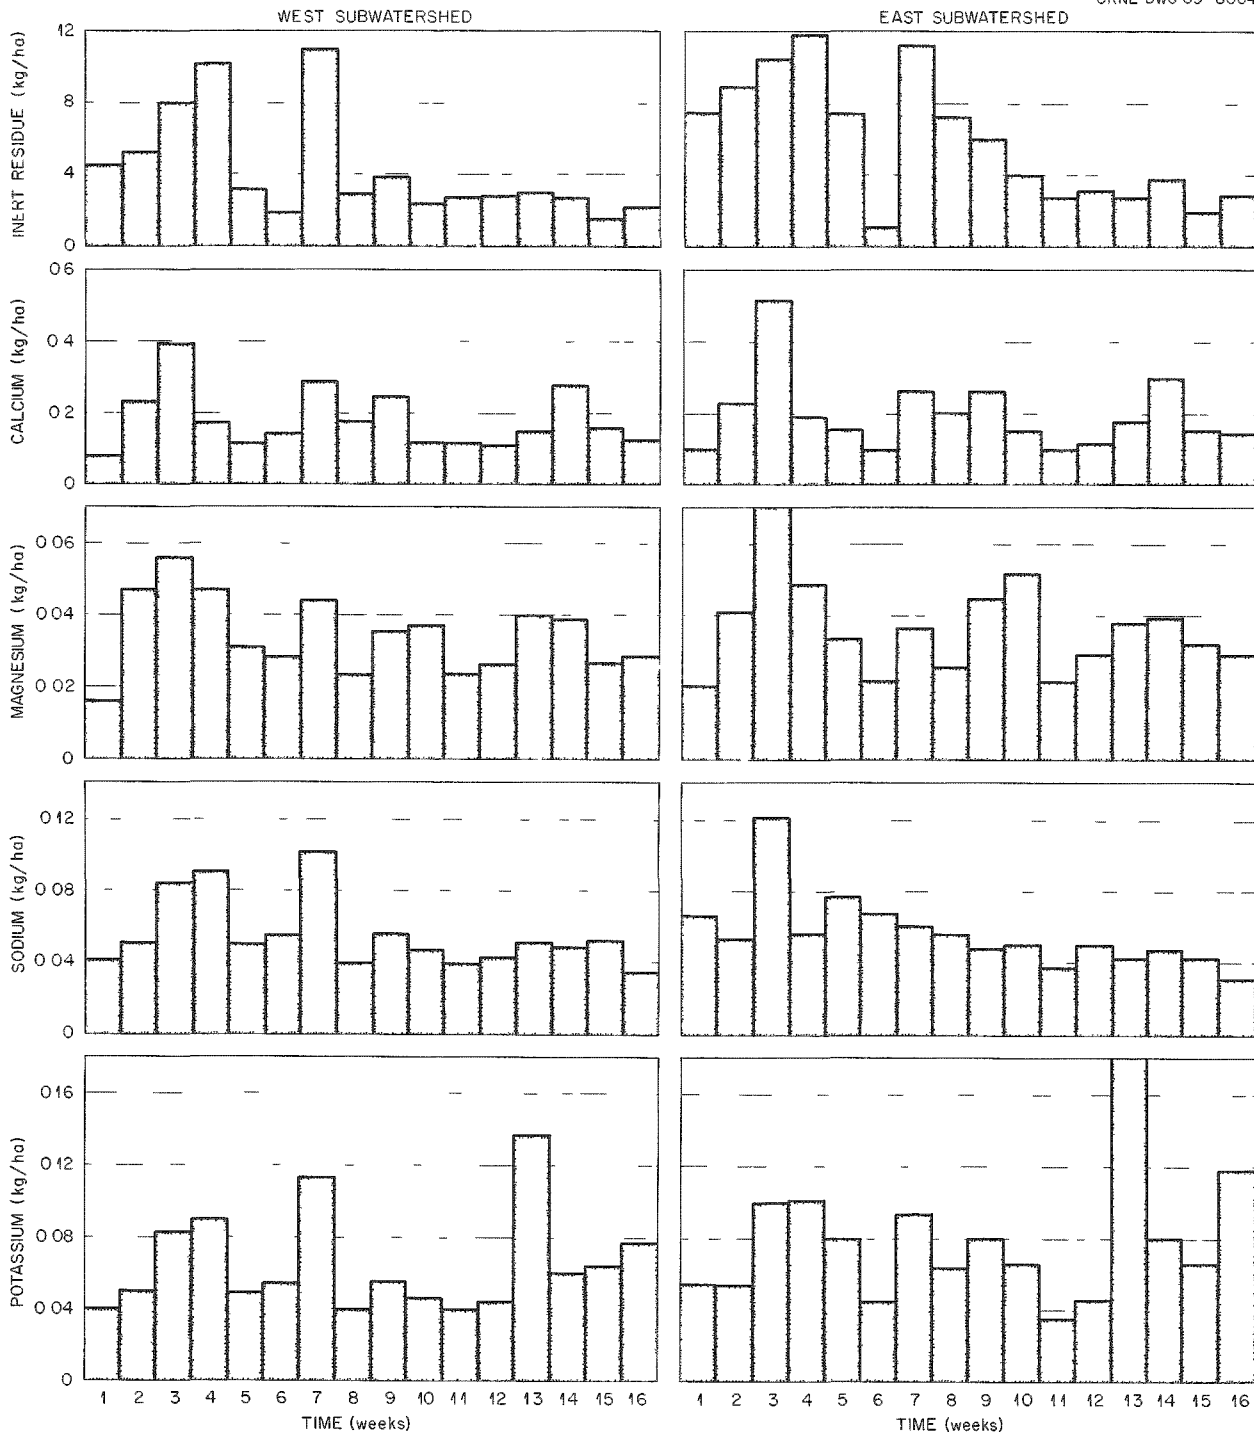 WEST SUBWATERSHED
EAST SUBWATERSHED
INERT RESIDUE (kg/ha)
12
8
4
0
CALCIUM (kg/ha)
0.6
0.4
0.2
0
MAGNESIUM (kg/ha)
0.06
0.04
0.02
0
SODIUM (kg/ha)
0.12
0.08
0.04
0
POTASSIUM (kg/ha)
0.16
0.12
0.08
0.04
0
1 2 3 4 5 6 7 8 9 10 11 12 13 14 15 16
TIME (weeks)
1 2 3 4 5 6 7 8 9 10 11 12 13 14 15 16
TIME (weeks)